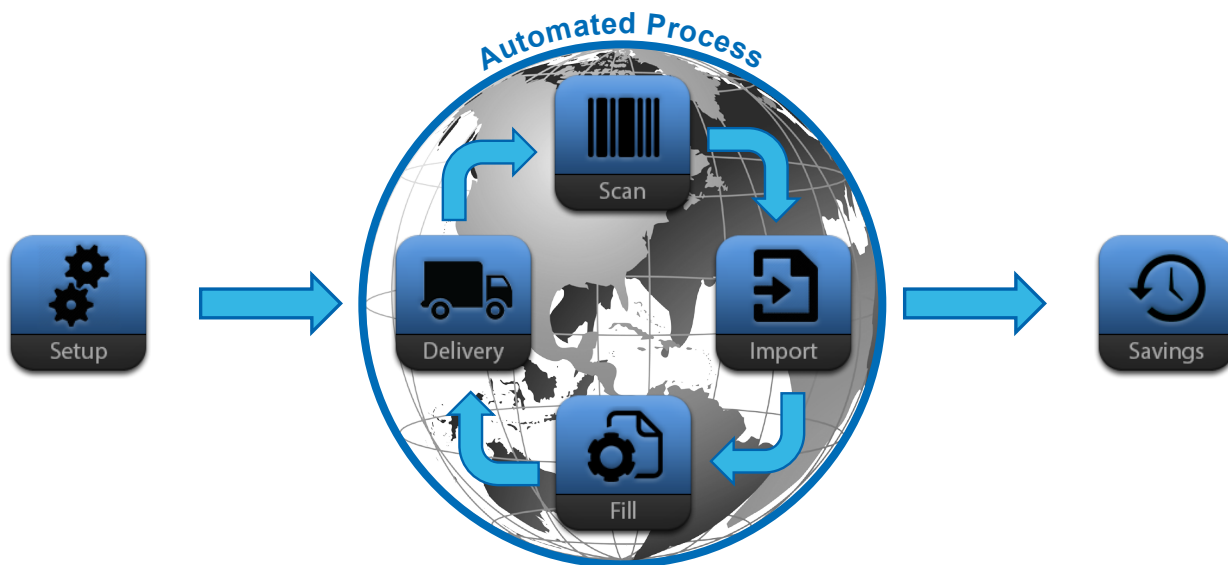 Automated Process
Scan
Setup
Delivery
Import
Savings
Fill